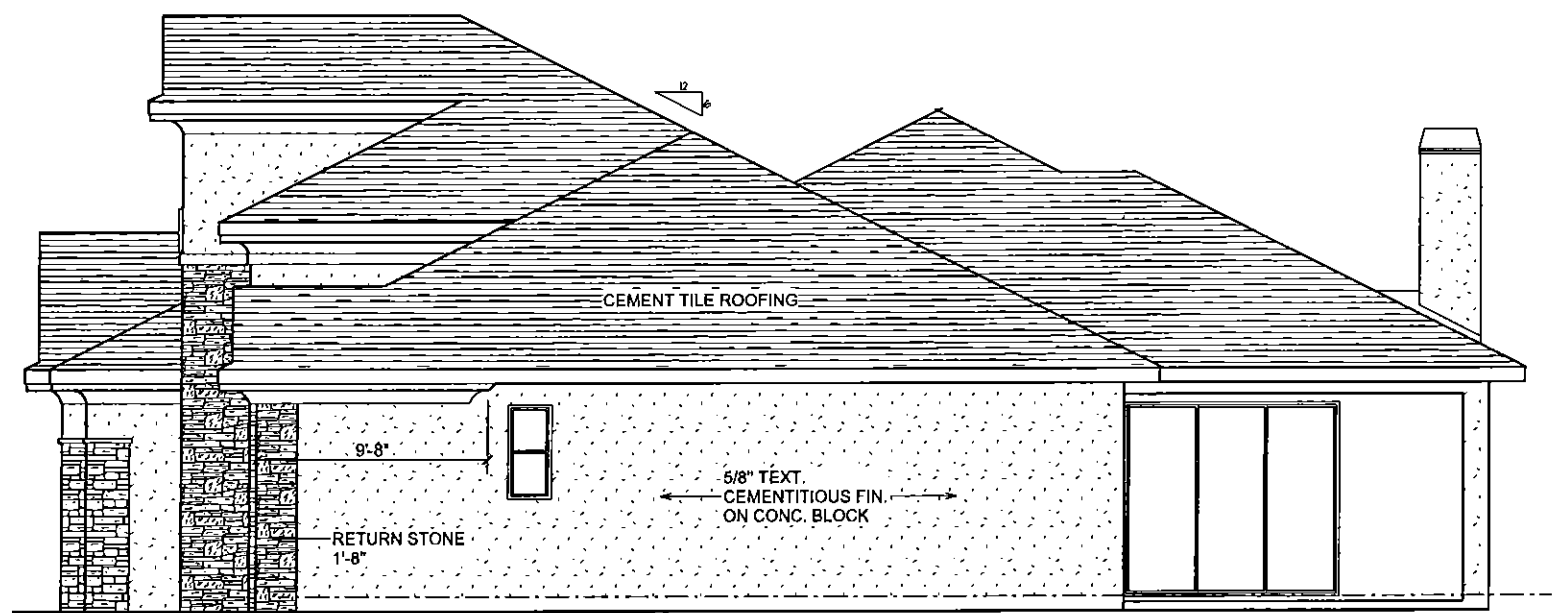 12
6
CEMENT TILE ROOFING
9'-8"
5/8" TEXT.
CEMENTITIOUS FIN.
ON CONC. BLOCK
RETURN STONE
1'-8"